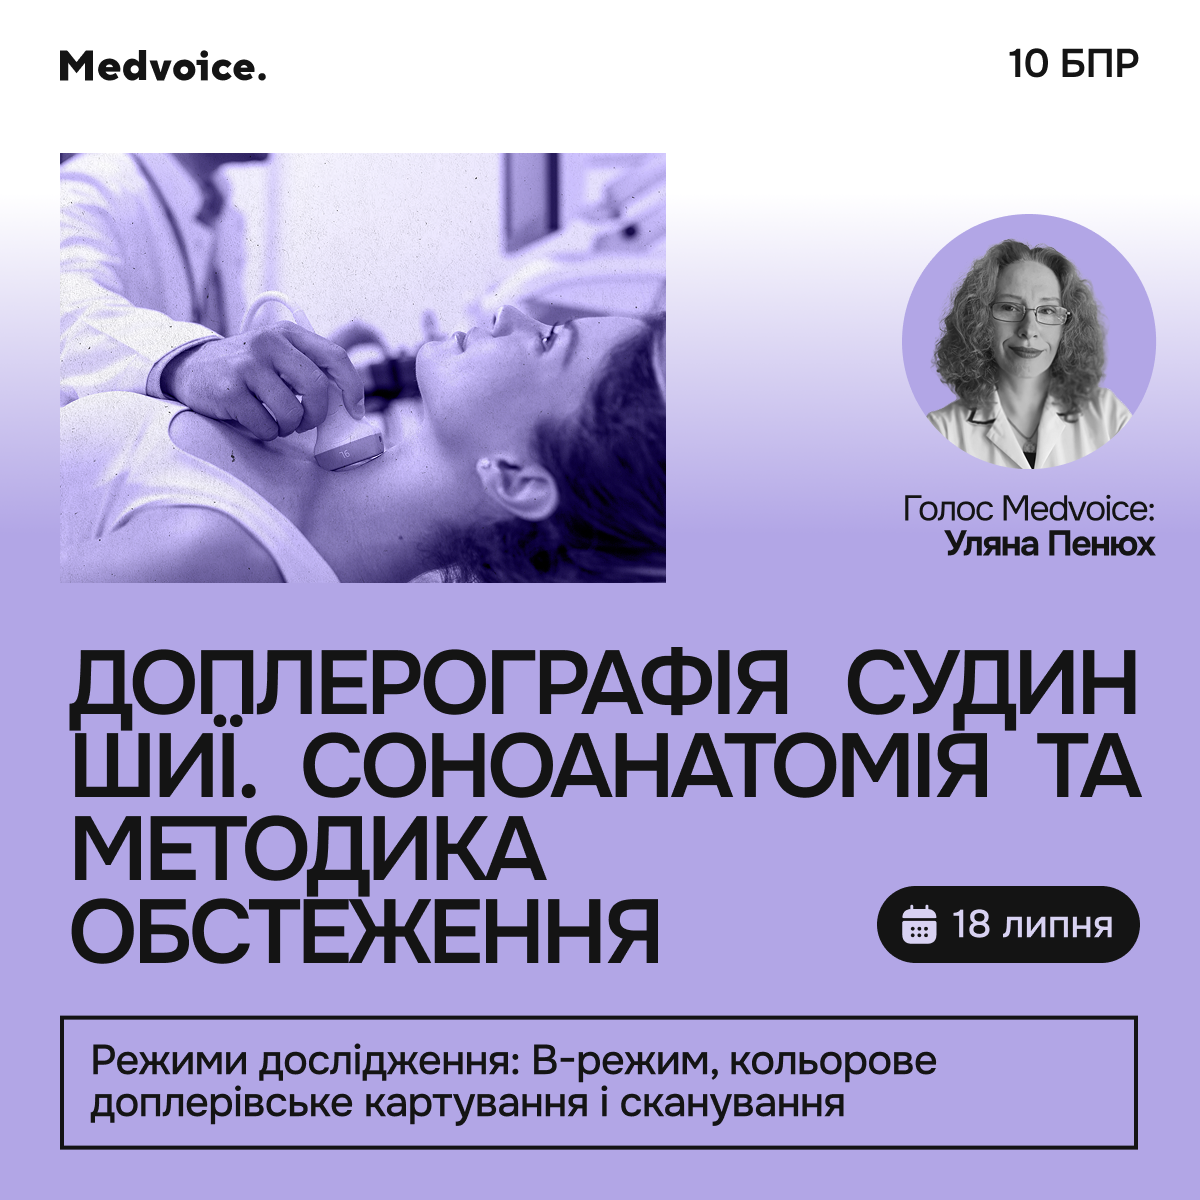 Medvoice.
10 БПР
Голос Medvoice:
Уляна Пенюх
ДОПЛЕРОГРАФІЯ СУДИН
ШИЇ. СОНОАНАТОМІЯ ТА
МЕТОДИКА
ОБСТЕЖЕННЯ
18 липня
Режими дослідження: В-режим, кольорове
доплерівське картування і сканування